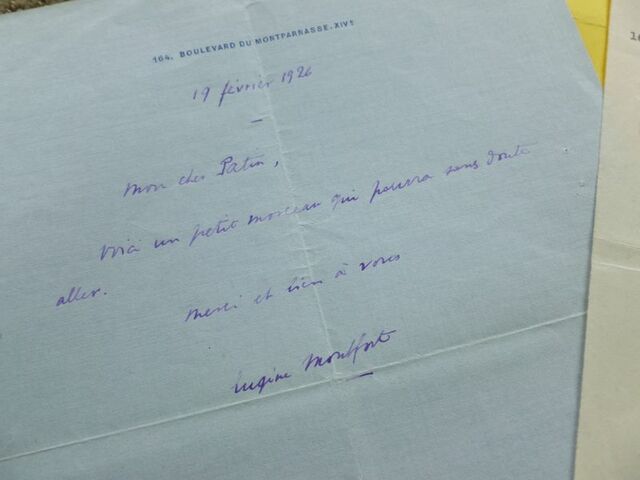 164, BOULEVARD DU MONTPARNASSE. XIVᵉ
19 février 1926
Mon cher Patin,
Voici un petit morceau qui pourra sans doute
aller.
Merci et bien à vous
Eugène Montfort